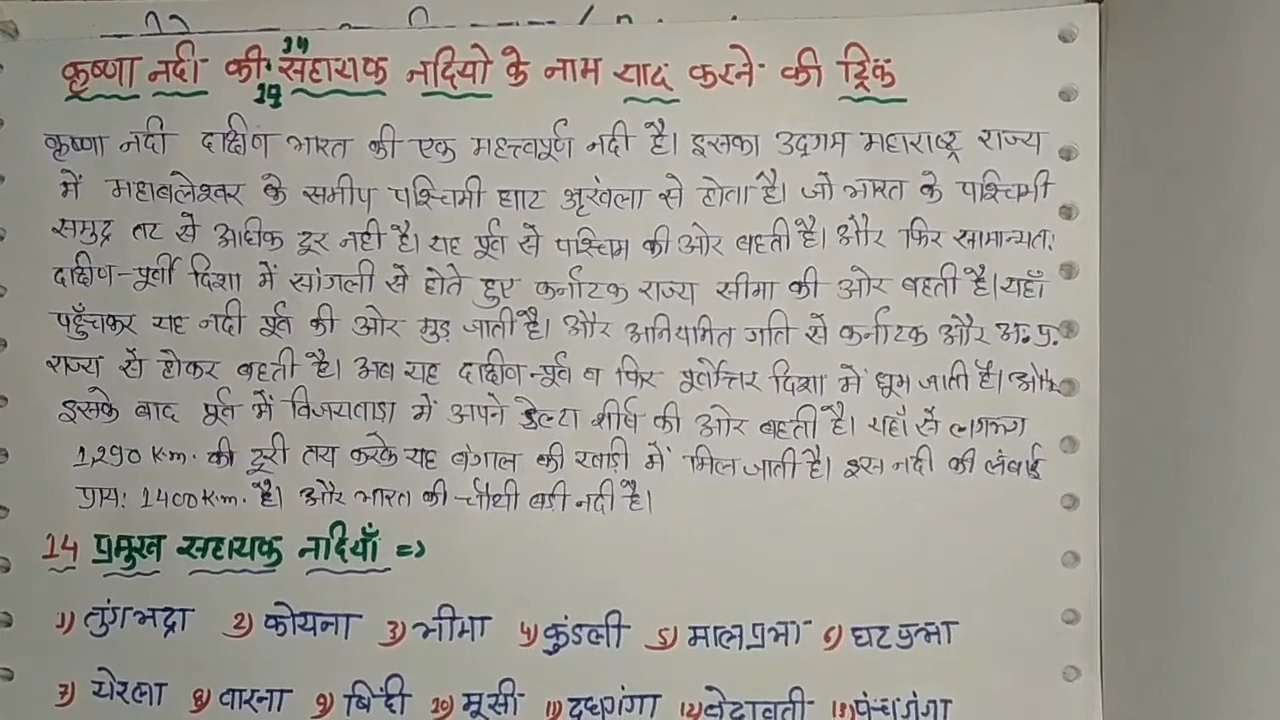 14
कृष्णा नदी की सहायक नदियो के नाम याद करने की ट्रिक
कृष्णा नदी दक्षिण भारत की एक महत्त्वपूर्ण नदी है। इसका उद्गम महाराष्ट्र राज्य
में महाबलेश्वर के समीप पश्चिमी घाट श्रृंखला से होता है। जो भारत के पश्चिमी
समुद्र तट से अधिक दूर नही है। यह पूर्व से पश्चिम की ओर बहती है। और फिर सामान्यत:
दक्षिण-पूर्वी दिशा में सांगली से होते हुए कर्नाटक राज्य सीमा की ओर बहती है। यहाँ
पहुँचकर यह नदी पूर्व की ओर मुड़ जाती है। और अनियमित गति से कर्नाटक और अ.प्र.
राज्य से होकर बहती है। अब यह दक्षिण-पूर्व व फिर पूर्वोत्तर दिशा में घूम जाती है। और
इसके बाद पूर्व में विजयवाडा में अपने डेल्टा शीर्ष की ओर बहती है। यहाँ से लगभग
1,290 K.m. की दूरी तय करके यह बंगाल की खाड़ी में मिल जाती है। इस नदी की लंबाई
प्राय: 1400 K.m. है। और भारत की चौथी बडी नदी है।
14 प्रमुख सहायक नदियाँ =>
1) तुंगभद्रा 2) कोयना 3) भीमा 4) कुंडली 5) मालप्रभा 6) घटप्रभा
7) येरला 8) वारना 9) बिंदी 10) मूसी 11) दूधगंगा 12) वेदावती 13) पंचगंगा